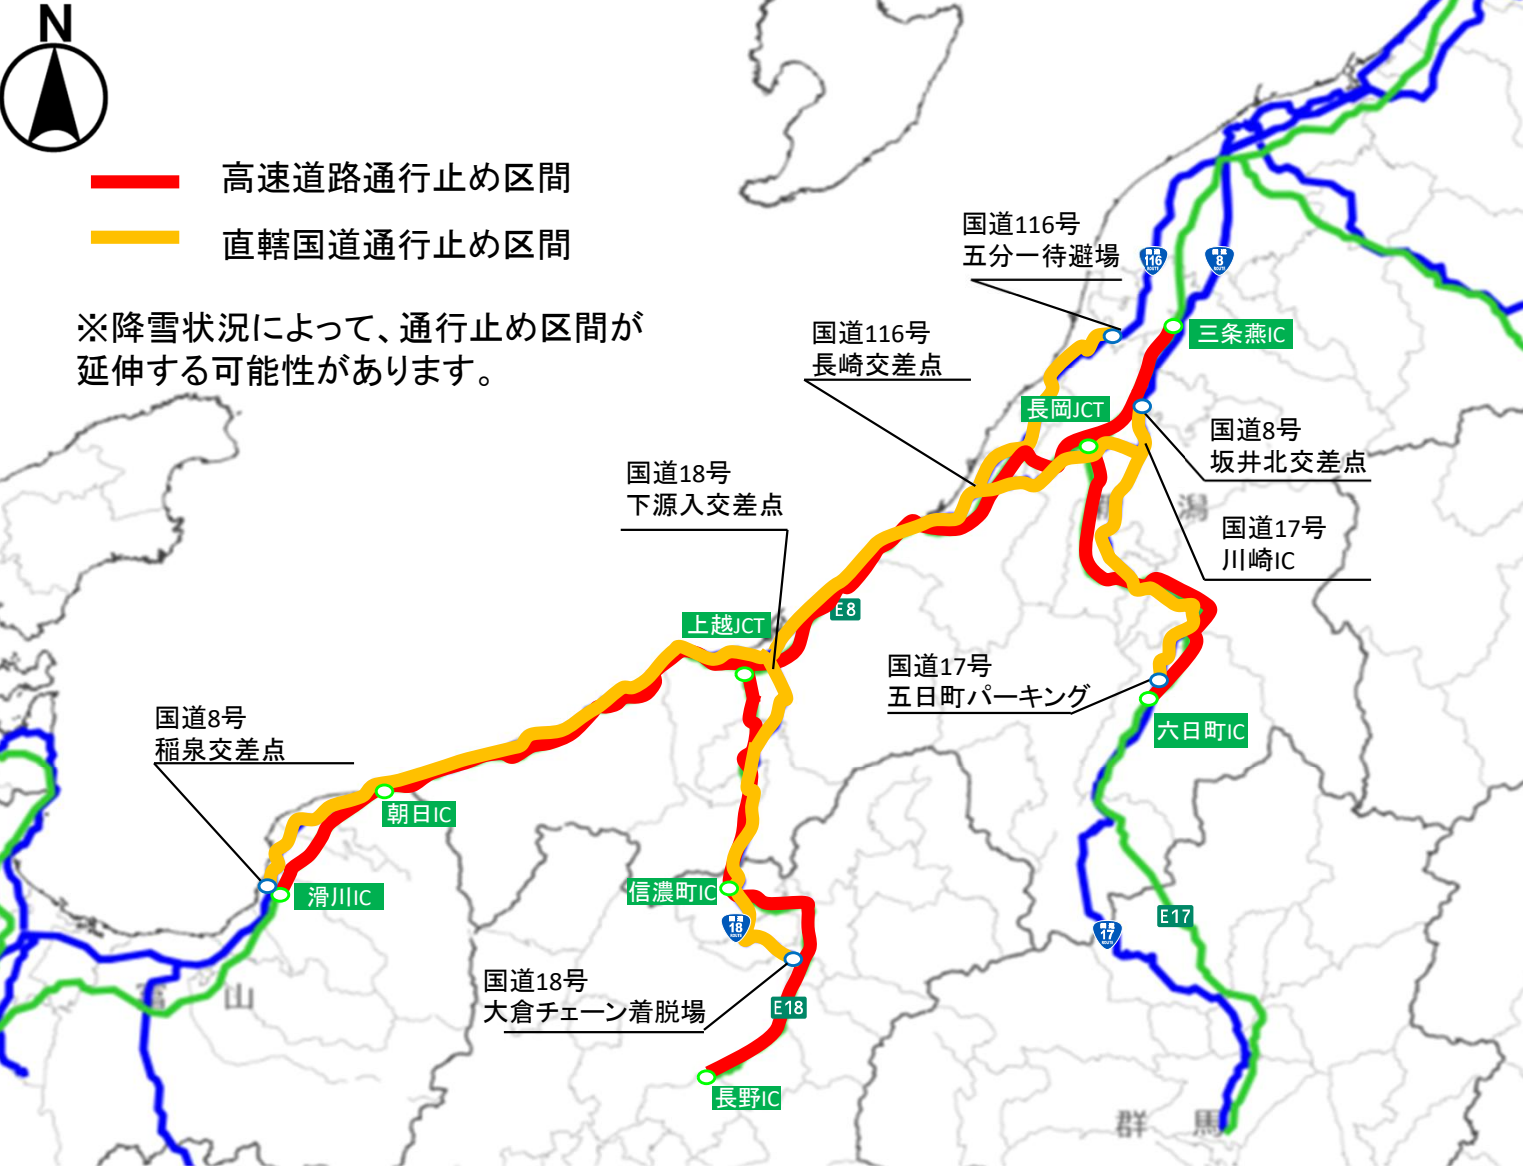 N
高速道路通行止め区間
直轄国道通行止め区間
※降雪状況によって、通行止め区間が
延伸する可能性があります。
国道116号
五分一待避場
116
ROUTE
8
ROUTE
国道116号
長崎交差点
三条燕IC
長岡JCT
国道8号
坂井北交差点
国道18号
下源入交差点
潟
国道17号
川崎IC
E8
上越JCT
国道17号
五日町パーキング
国道8号
稲泉交差点
六日町IC
朝日IC
滑川IC
信濃町IC
18
ROUTE
E17
17
ROUTE
国道18号
大倉チェーン着脱場
富 山
E18
長野IC
群 馬